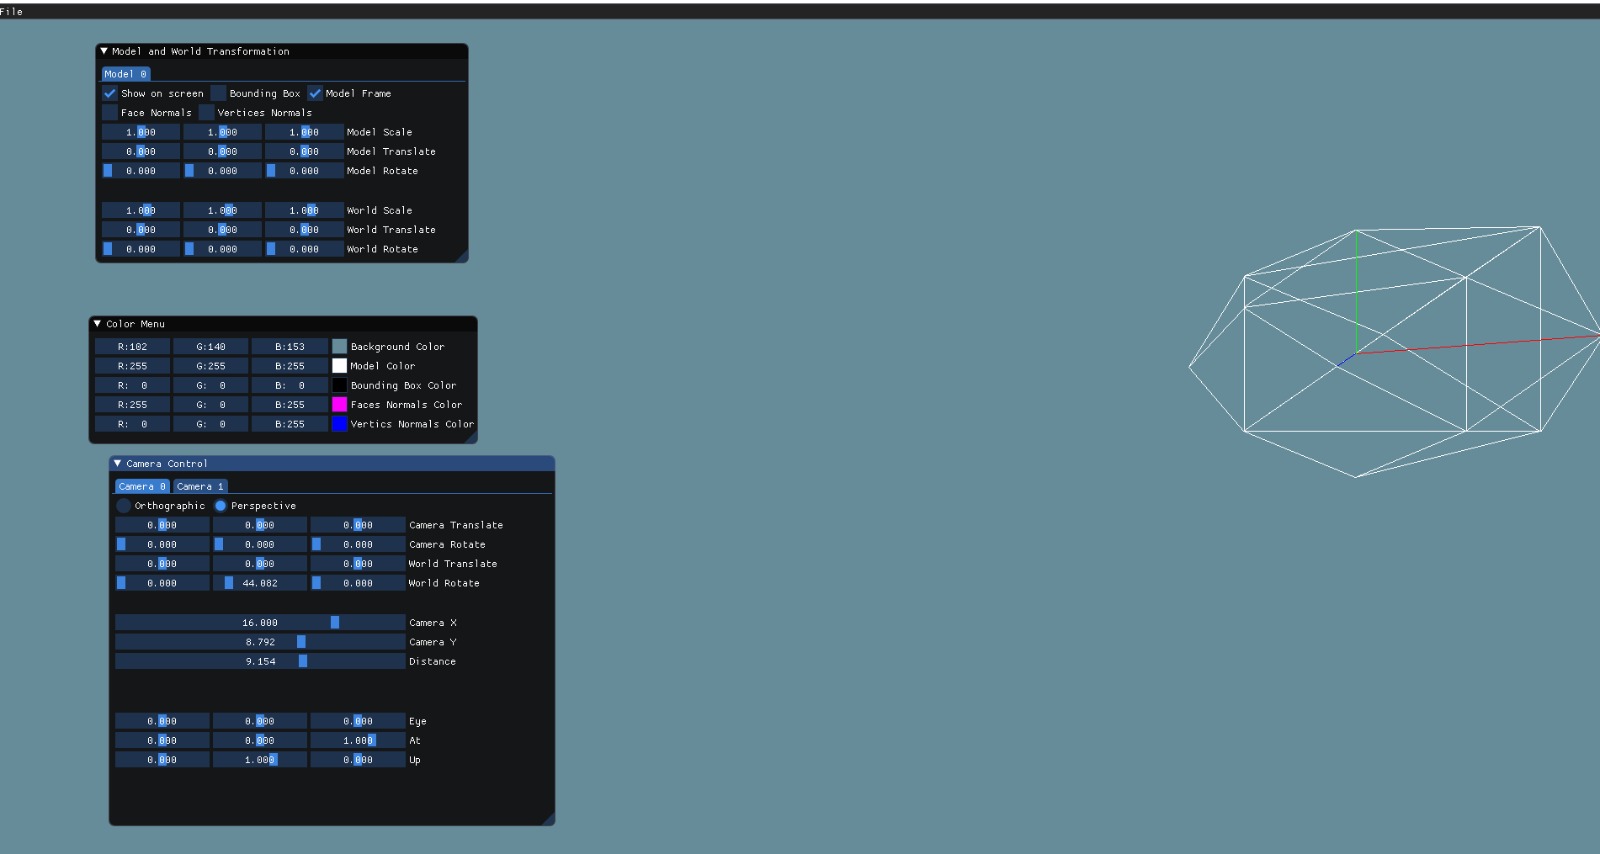 File
Model and World Transformation
Model 0
Show on screen Bounding Box Model Frame
Face Normals Vertices Normals
1.000 1.000 1.000 Model Scale
0.000 0.000 0.000 Model Translate
0.000 0.000 0.000 Model Rotate
1.000 1.000 1.000 World Scale
0.000 0.000 0.000 World Translate
0.000 0.000 0.000 World Rotate
Color Menu
R:102 G:140 B:153 Background Color
R:255 G:255 B:255 Model Color
R: 0 G: 0 B: 0 Bounding Box Color
R:255 G: 0 B:255 Faces Normals Color
R: 0 G: 0 B:255 Vertics Normals Color
Camera Control
Camera 0 Camera 1
Orthographic Perspective
0.000 0.000 0.000 Camera Translate
0.000 0.000 0.000 Camera Rotate
0.000 0.000 0.000 World Translate
0.000 44.082 0.000 World Rotate
16.000 Camera X
8.792 Camera Y
9.154 Distance
0.000 0.000 0.000 Eye
0.000 0.000 1.000 At
0.000 1.000 0.000 Up